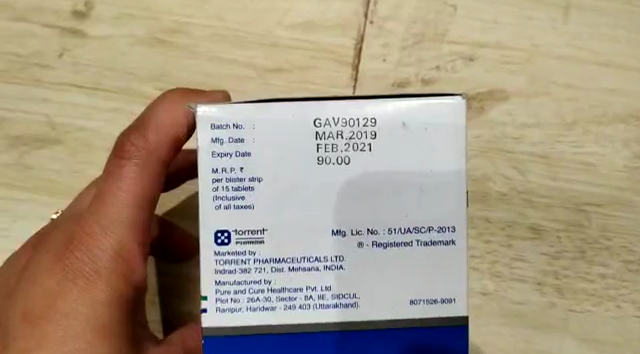 Batch No. : GAV90129
Mfg. Date : MAR.2019
Expiry Date FEB.2021
M.R.P. ₹ 90.00
per blister strip
of 15 tablets
(Inclusive
of all taxes)
torrent
PHARMA
Mfg. Lic. No. : 51/UA/SC/P-2013
® - Registered Trademark
Marketed by :
TORRENT PHARMACEUTICALS LTD.
Indrad-382 721, Dist. Mehsana, INDIA.
Manufactured by :
Pure and Cure Healthcare Pvt. Ltd.
Plot No.: 26A-30, Sector - 8A, IIE, SIDCUL,
Ranipur, Haridwar - 249 403 (Uttarakhand).
8071526-9091